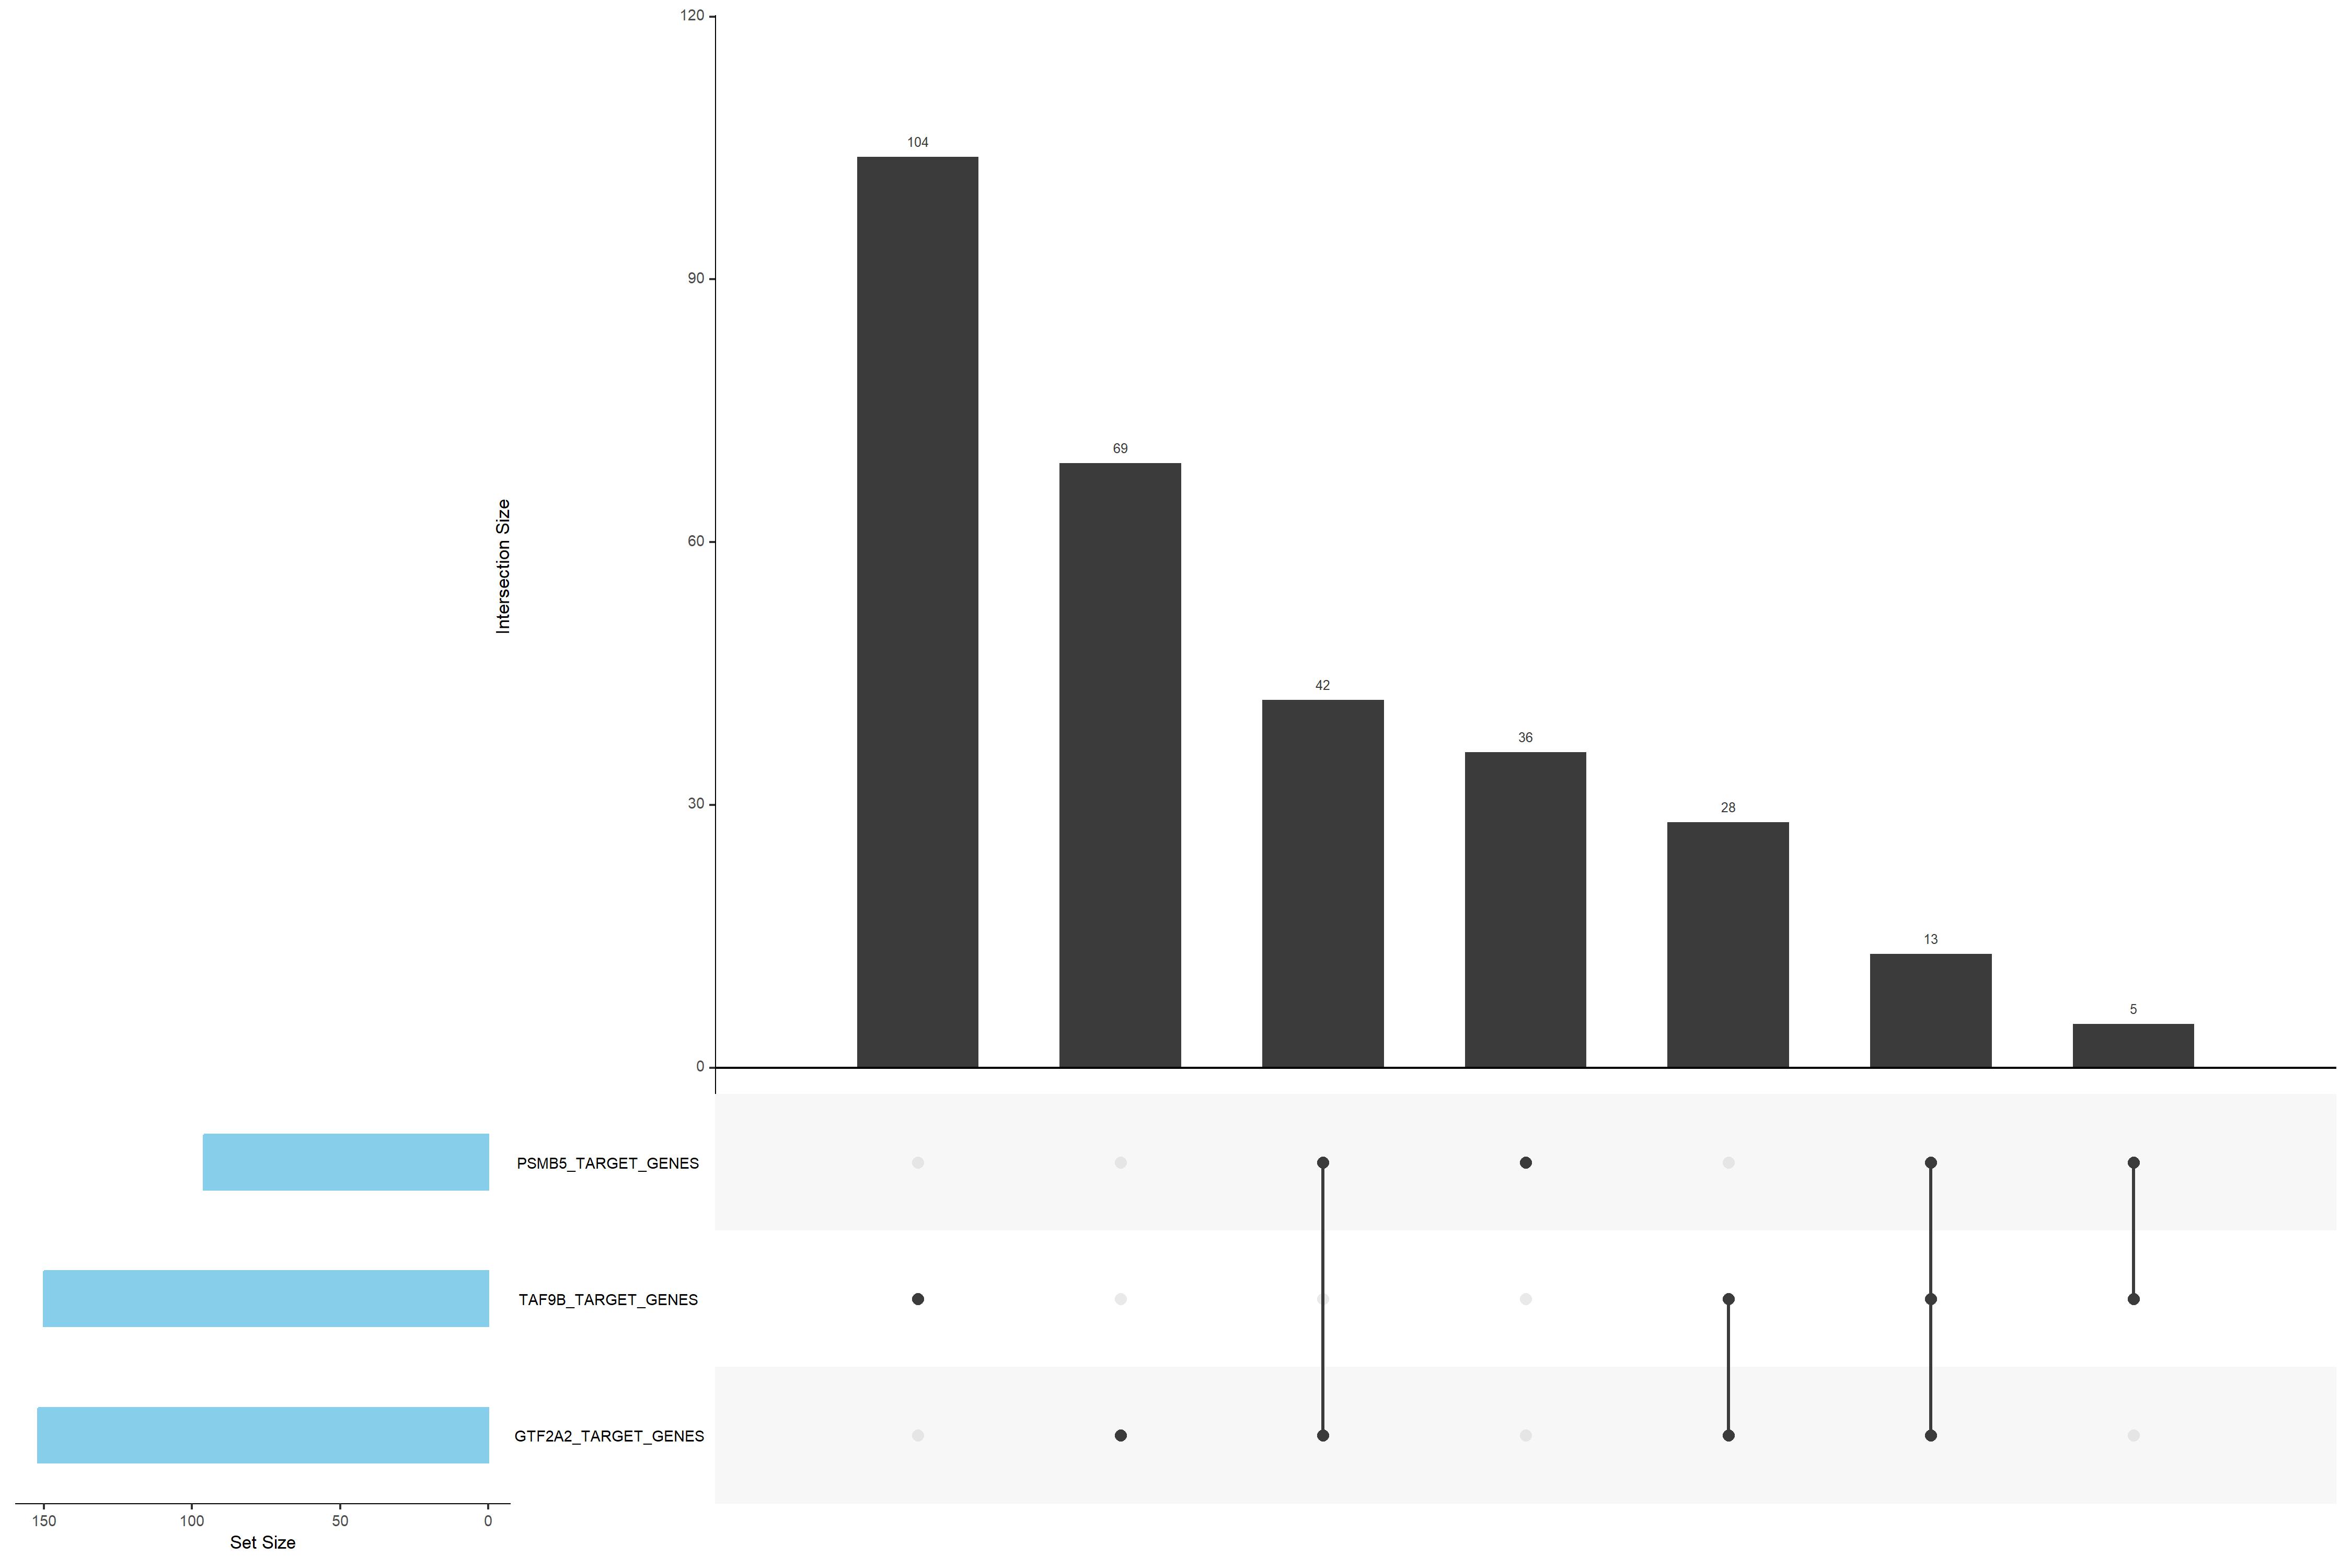 120
104
90
69
Intersection Size
60
42
36
30
28
13
5
0
PSMB5_TARGET_GENES
TAF9B_TARGET_GENES
GTF2A2_TARGET_GENES
150 100 50 0
Set Size